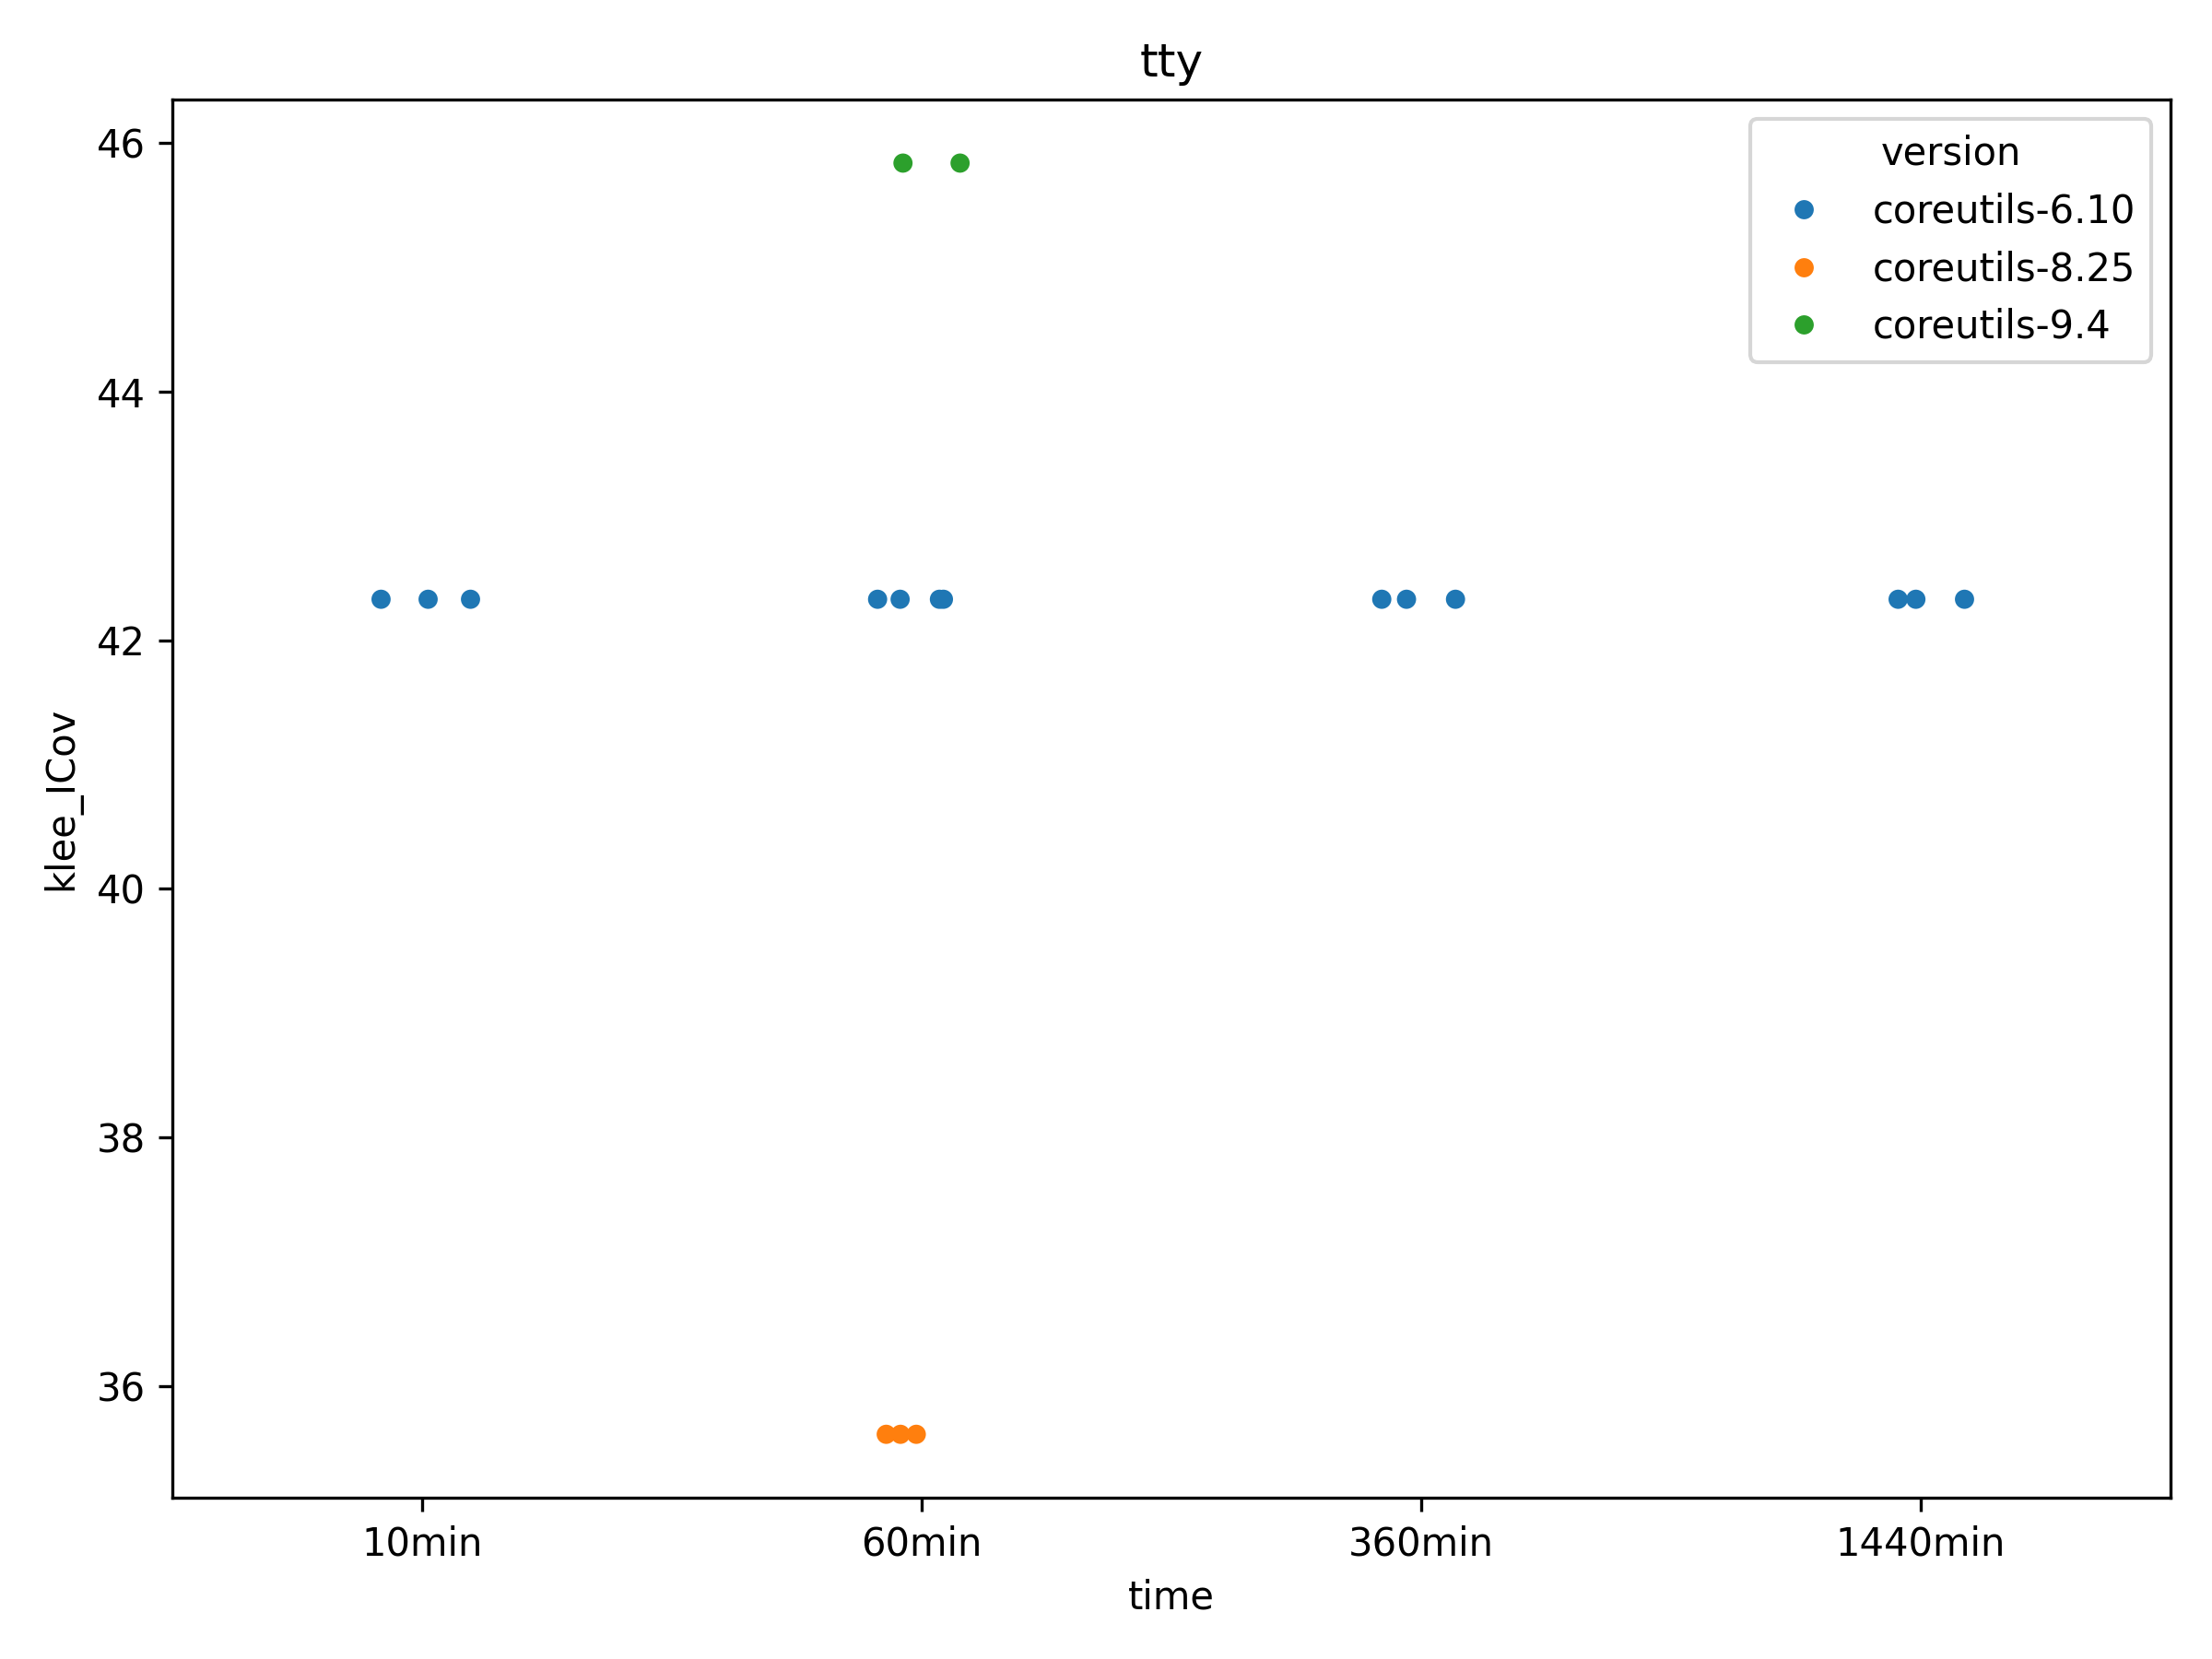 tty
version
coreutils-6.10
coreutils-8.25
coreutils-9.4
klee_ICov
46
44
42
40
38
36
10min
60min
360min
1440min
time